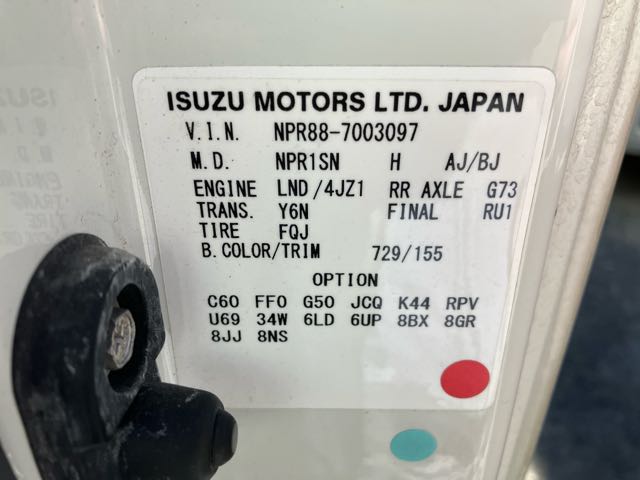 ISUZU MOTORS LTD. JAPAN
V.I.N. NPR88-7003097
M.D. NPR1SN H AJ/BJ
ENGINE LND/4JZ1 RR AXLE G73
TRANS. Y6N FINAL RU1
TIRE FQJ
B.COLOR/TRIM 729/155
OPTION
C60 FF0 G50 JCQ K44 RPV
U69 34W 6LD 6UP 8BX 8GR
8JJ 8NS